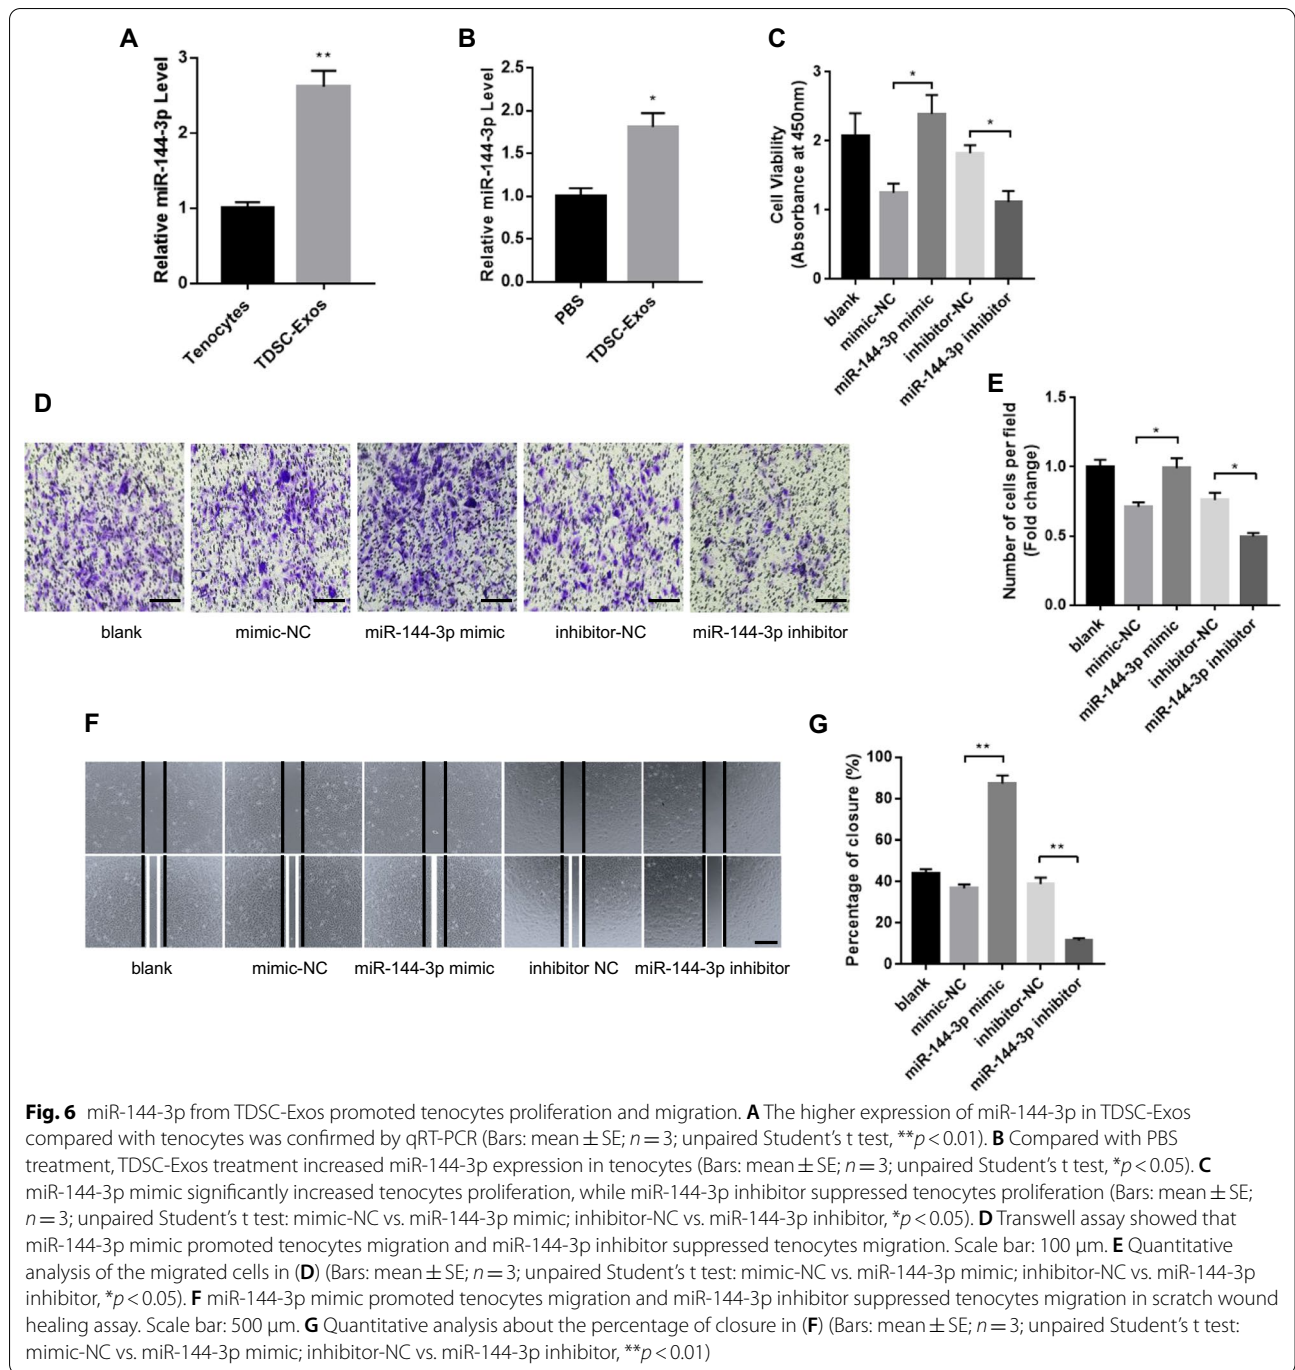 A
Relative miR-144-3p Level
3
2
1
0
**
Tenocytes
TDSC-Exos
B
Relative miR-144-3p Level
2.5
2.0
1.5
1.0
0.5
0.0
*
PBS
TDSC-Exos
C
Cell Viability
(Absorbance at 450nm)
3
2
1
0
*
*
blank
mimic-NC
miR-144-3p mimic
inhibitor-NC
miR-144-3p inhibitor
D
blank
mimic-NC
miR-144-3p mimic
inhibitor-NC
miR-144-3p inhibitor
E
Number of cells per field
(Fold change)
1.5
1.0
0.5
0.0
*
*
blank
mimic-NC
miR-144-3p mimic
inhibitor-NC
miR-144-3p inhibitor
F
blank
mimic-NC
miR-144-3p mimic
inhibitor NC
miR-144-3p inhibitor
G
Percentage of closure (%)
100
80
60
40
20
0
**
**
blank
mimic-NC
miR-144-3p mimic
inhibitor-NC
miR-144-3p inhibitor
Fig. 6 miR-144-3p from TDSC-Exos promoted tenocytes proliferation and migration. A The higher expression of miR-144-3p in TDSC-Exos
compared with tenocytes was confirmed by qRT-PCR (Bars: mean ± SE; n = 3; unpaired Student's t test, **p < 0.01). B Compared with PBS
treatment, TDSC-Exos treatment increased miR-144-3p expression in tenocytes (Bars: mean ± SE; n = 3; unpaired Student's t test, *p < 0.05). C
miR-144-3p mimic significantly increased tenocytes proliferation, while miR-144-3p inhibitor suppressed tenocytes proliferation (Bars: mean ± SE;
n = 3; unpaired Student's t test: mimic-NC vs. miR-144-3p mimic; inhibitor-NC vs. miR-144-3p inhibitor, *p < 0.05). D Transwell assay showed that
miR-144-3p mimic promoted tenocytes migration and miR-144-3p inhibitor suppressed tenocytes migration. Scale bar: 100 μm. E Quantitative
analysis of the migrated cells in (D) (Bars: mean ± SE; n = 3; unpaired Student's t test: mimic-NC vs. miR-144-3p mimic; inhibitor-NC vs. miR-144-3p
inhibitor, *p < 0.05). F miR-144-3p mimic promoted tenocytes migration and miR-144-3p inhibitor suppressed tenocytes migration in scratch wound
healing assay. Scale bar: 500 μm. G Quantitative analysis about the percentage of closure in (F) (Bars: mean ± SE; n = 3; unpaired Student's t test:
mimic-NC vs. miR-144-3p mimic; inhibitor-NC vs. miR-144-3p inhibitor, **p < 0.01)